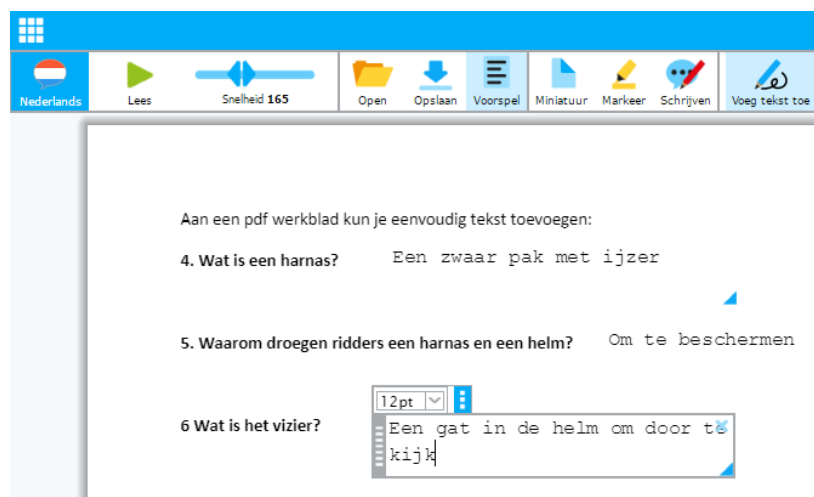 Nederlands Lees Snelheid 165 Open Opslaan Voorspel Miniatuur Markeer Schrijven Voeg tekst toe
Aan een pdf werkblad kun je eenvoudig tekst toevoegen:
4. Wat is een harnas? Een zwaar pak met ijzer
5. Waarom droegen ridders een harnas en een helm? Om te beschermen
12pt
6 Wat is het vizier? Een gat in de helm om door te
kijk